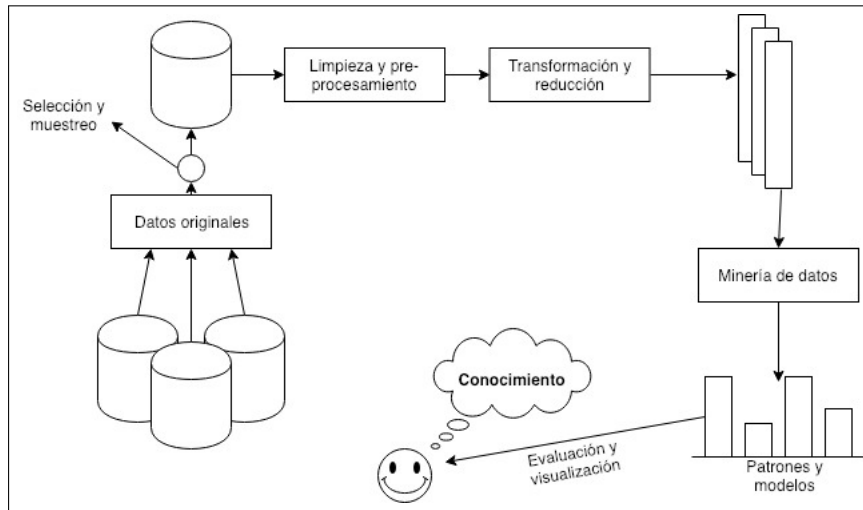 Limpieza y pre-
procesamiento
Transformación y
reducción
Selección y
muestreo
Datos originales
Minería de datos
Conocimiento
Evaluación y
visualización
Patrones y
modelos